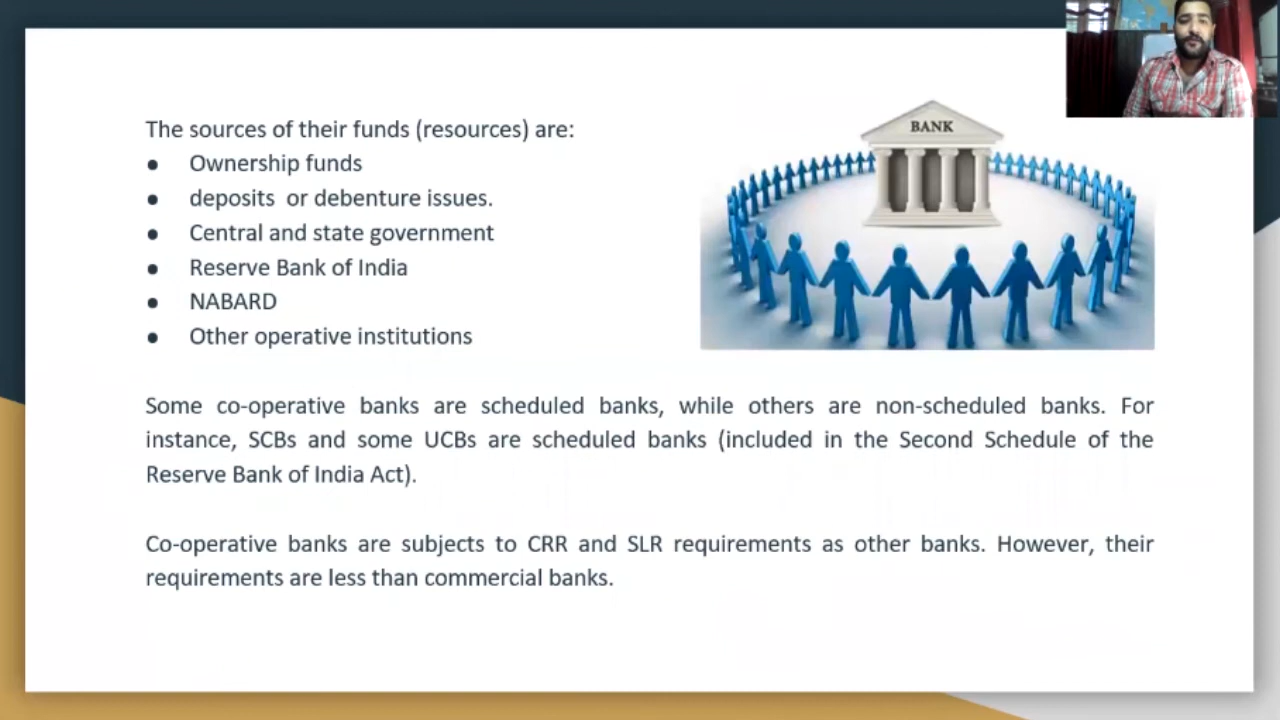 The sources of their funds (resources) are:
● Ownership funds
● deposits or debenture issues.
● Central and state government
● Reserve Bank of India
● NABARD
● Other operative institutions
BANK
Some co-operative banks are scheduled banks, while others are non-scheduled banks. For
instance, SCBs and some UCBs are scheduled banks (included in the Second Schedule of the
Reserve Bank of India Act).
Co-operative banks are subjects to CRR and SLR requirements as other banks. However, their
requirements are less than commercial banks.